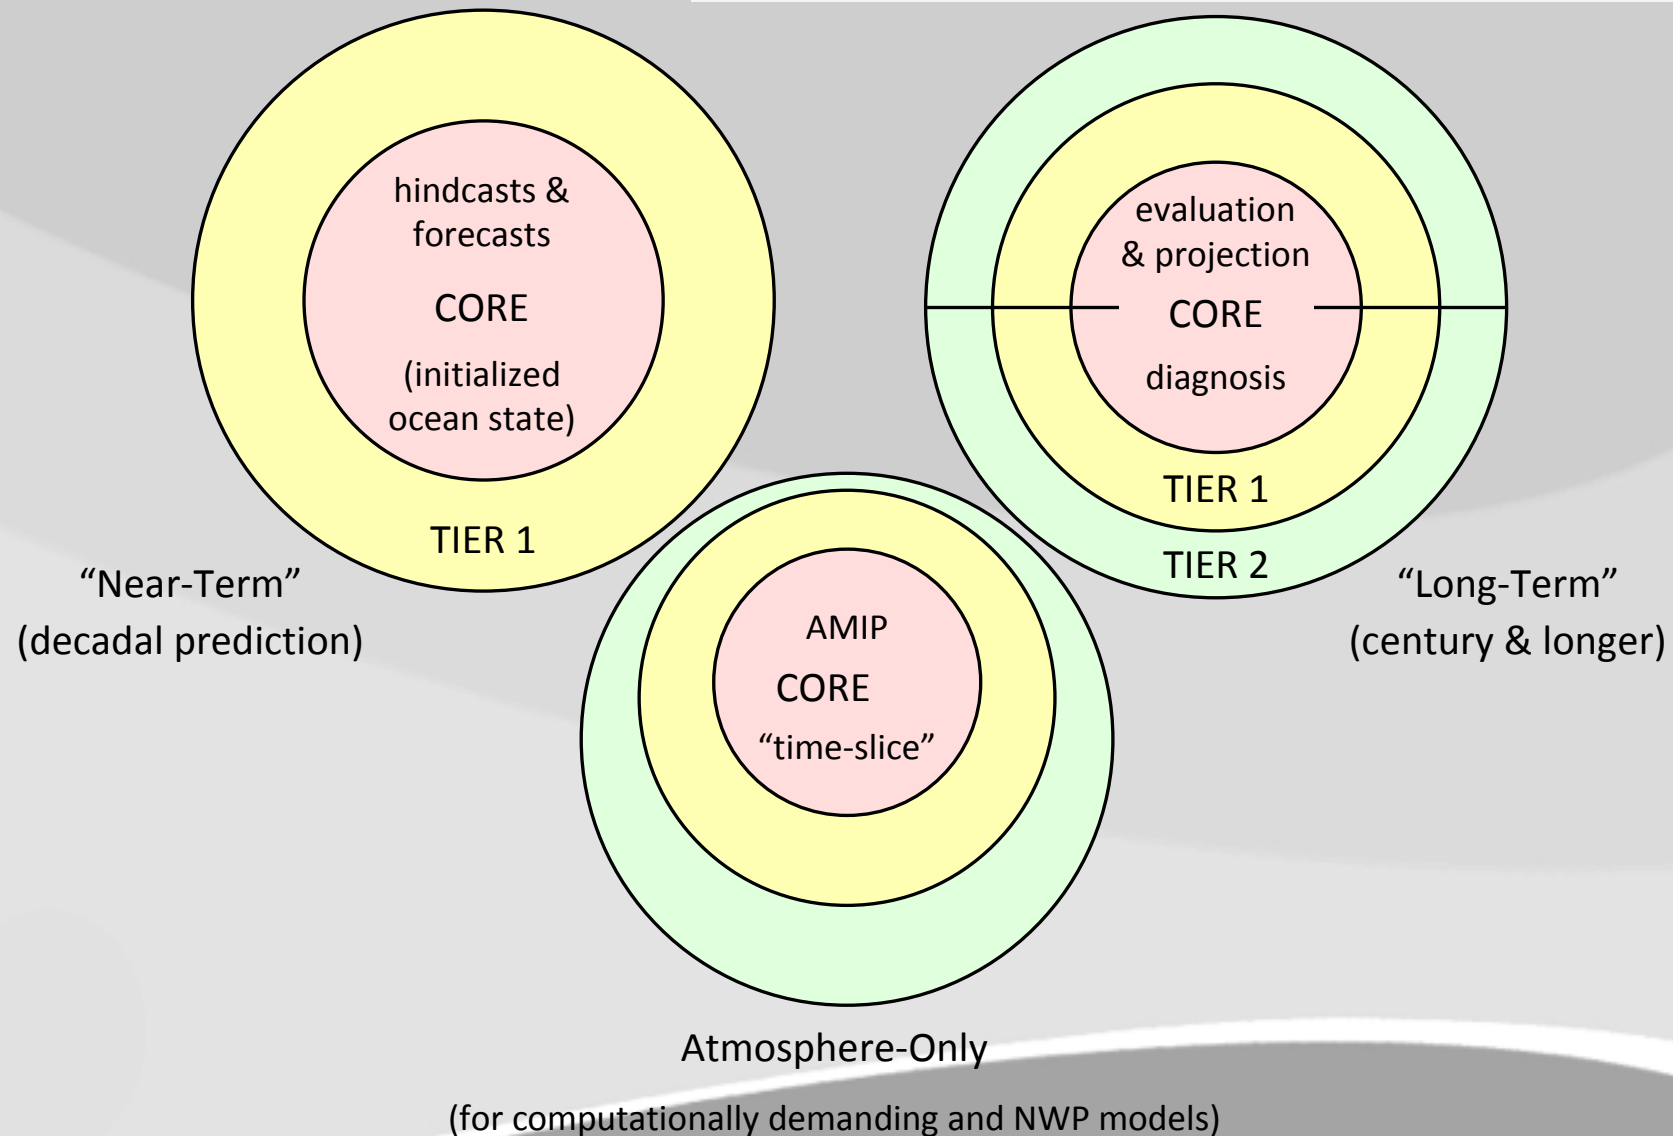 hindcasts &
forecasts
CORE
(initialized
ocean state)
TIER 1
“Near-Term”
(decadal prediction)
evaluation
& projection
CORE
diagnosis
TIER 1
TIER 2
“Long-Term”
(century & longer)
AMIP
CORE
“time-slice”
Atmosphere-Only
(for computationally demanding and NWP models)